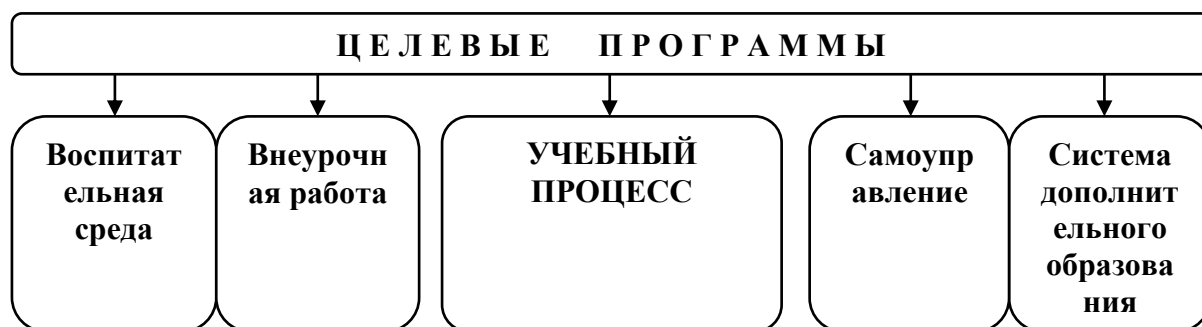 Ц Е Л Е В Ы Е П Р О Г Р А М М Ы
Воспитат
ельная
среда
Внеурочн
ая работа
УЧЕБНЫЙ
ПРОЦЕСС
Самоупр
авление
Система
дополнит
ельного
образова
ния